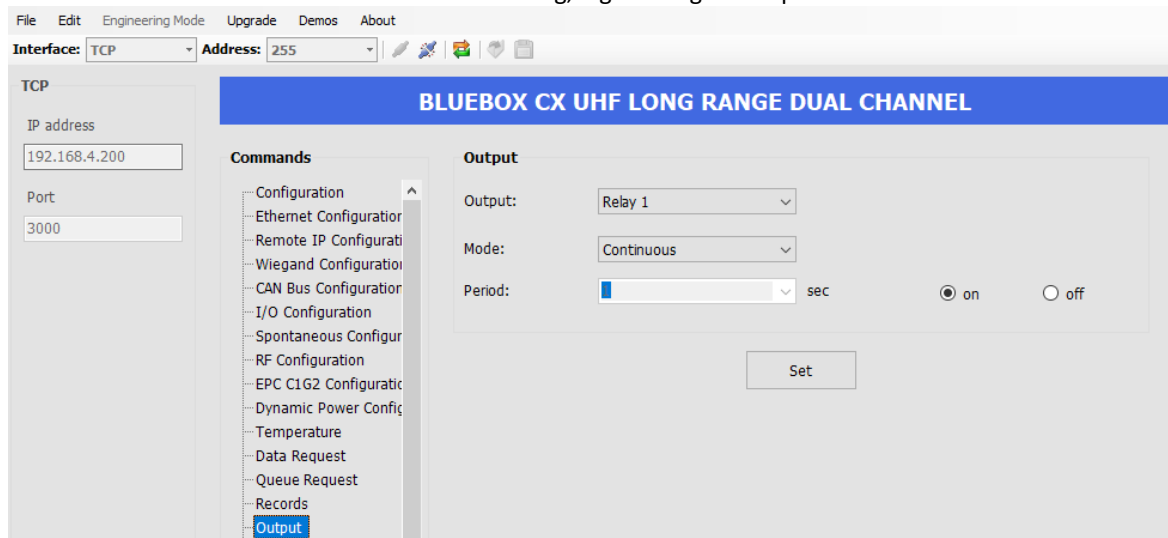 File Edit Engineering Mode Upgrade Demos About
Interface: TCP Address: 255
TCP
BLUEBOX CX UHF LONG RANGE DUAL CHANNEL
IP address
192.168.4.200
Port
3000
Commands
Configuration
Ethernet Configuration
Remote IP Configurati
Wiegand Configuration
CAN Bus Configuration
I/O Configuration
Spontaneous Configur
RF Configuration
EPC C1G2 Configuratic
Dynamic Power Config
Temperature
Data Request
Queue Request
Records
Output
Output
Output: Relay 1
Mode: Continuous
Period: sec on off
Set